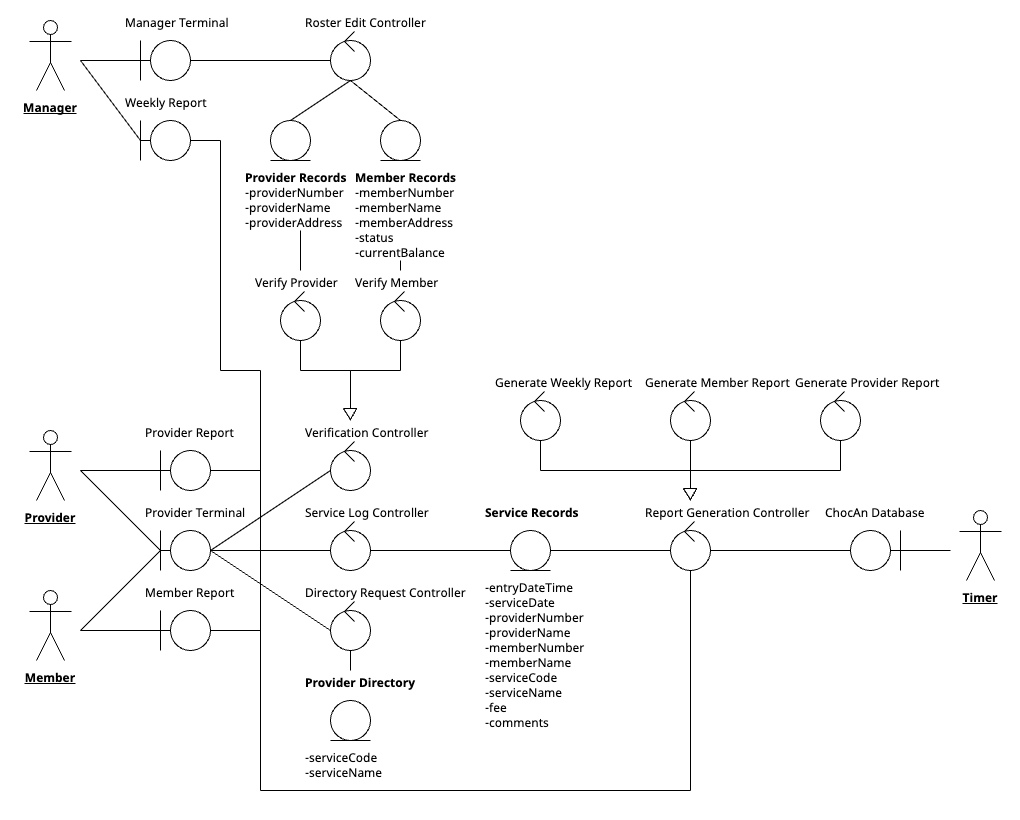 Manager Terminal
Roster Edit Controller
Manager
Weekly Report
Provider Records
-providerNumber
-providerName
-providerAddress
Member Records
-memberNumber
-memberName
-memberAddress
-status
-currentBalance
Verify Provider
Verify Member
Generate Weekly Report
Generate Member Report
Generate Provider Report
Provider Report
Verification Controller
Provider
Provider Terminal
Service Log Controller
Service Records
Report Generation Controller
ChocAn Database
-entryDateTime
-serviceDate
-providerNumber
-providerName
-memberNumber
-memberName
-serviceCode
-serviceName
-fee
-comments
Timer
Member Report
Directory Request Controller
Member
Provider Directory
-serviceCode
-serviceName